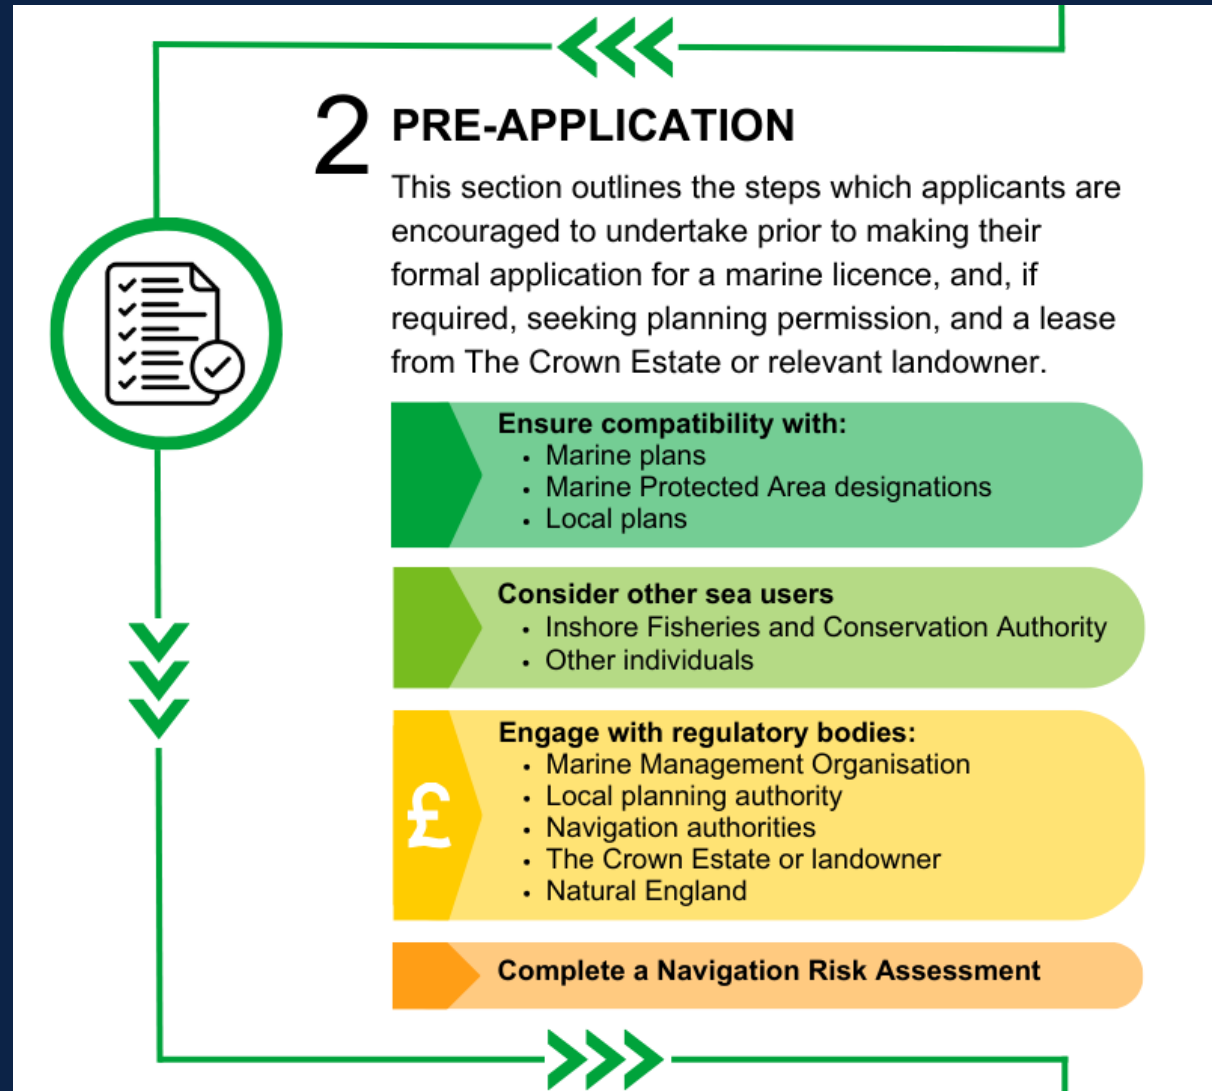 2 PRE-APPLICATION
This section outlines the steps which applicants are
encouraged to undertake prior to making their
formal application for a marine licence, and, if
required, seeking planning permission, and a lease
from The Crown Estate or relevant landowner.
Ensure compatibility with:
• Marine plans
• Marine Protected Area designations
• Local plans
Consider other sea users
• Inshore Fisheries and Conservation Authority
• Other individuals
£
Engage with regulatory bodies:
• Marine Management Organisation
• Local planning authority
• Navigation authorities
• The Crown Estate or landowner
• Natural England
Complete a Navigation Risk Assessment